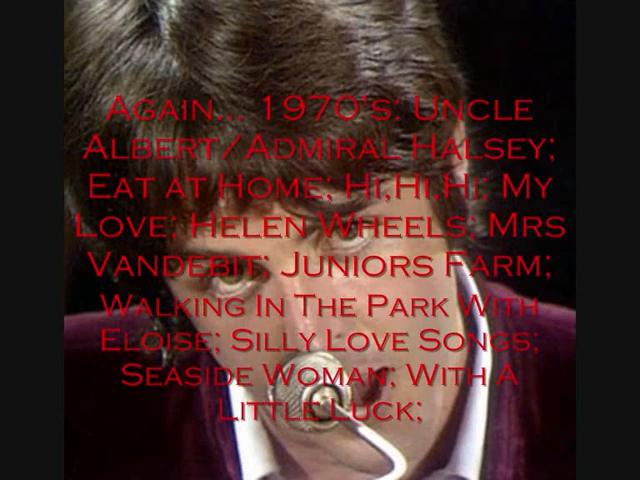 Again... 1970's: Uncle
Albert/Admiral Halsey;
Eat at Home; Hi,Hi,Hi; My
Love; Helen Wheels; Mrs
Vandebit; Juniors Farm;
Walking In The Park With
Eloise; Silly Love Songs;
Seaside Woman; With A
Little Luck;